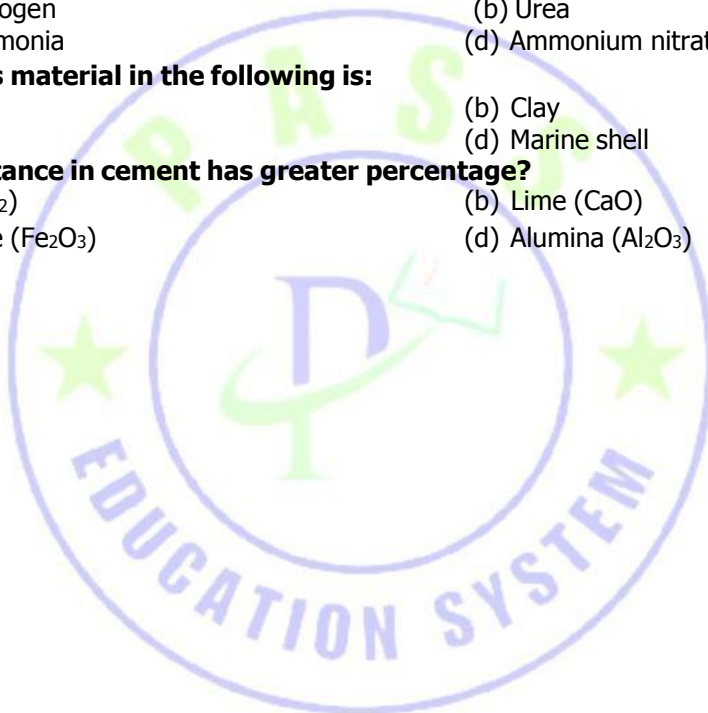 ogen (b) Urea
monia (d) Ammonium nitrat
s material in the following is:
(b) Clay
(d) Marine shell
tance in cement has greater percentage?
2) (b) Lime (CaO)
e (Fe2O3) (d) Alumina (Al2O3)
PASS
EDUCATION SYSTEM